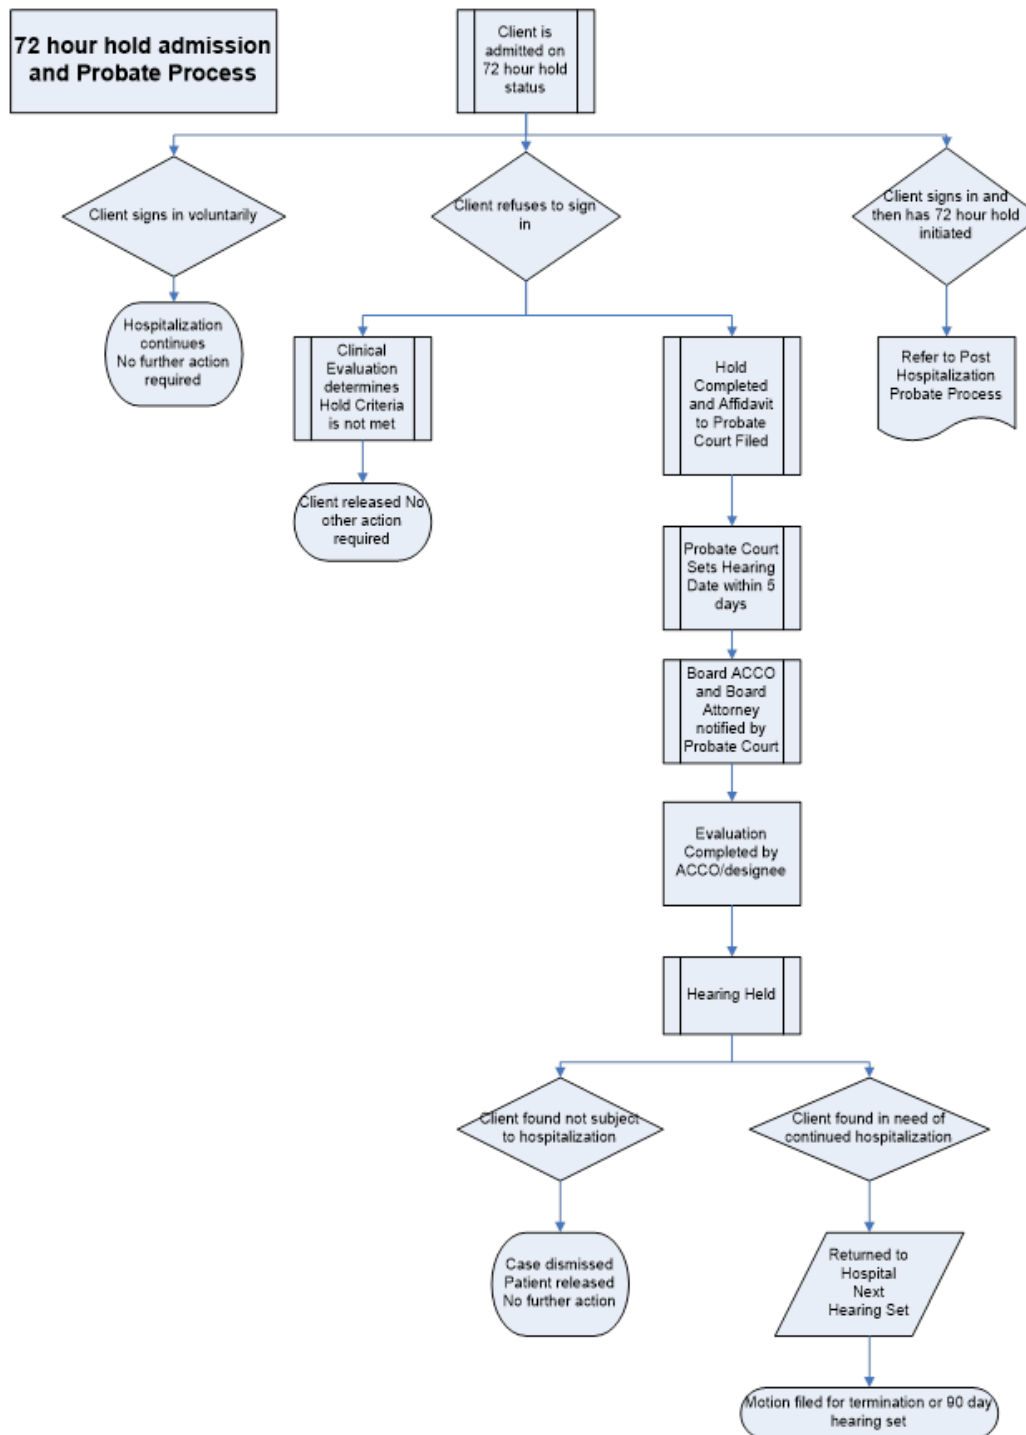 72 hour hold admission
and Probate Process
Client is
admitted on
72 hour hold
status
Client signs in voluntarily
Client refuses to sign
in
Client signs in and
then has 72 hour hold
initiated
Hospitalization
continues
No further action
required
Clinical
Evaluation
determines
Hold Criteria
is not met
Hold
Completed
and Affidavit
to Probate
Court Filed
Refer to Post
Hospitalization
Probate Process
Client released No
other action
required
Probate Court
Sets Hearing
Date within 5
days
Board ACCO
and Board
Attorney
notified by
Probate Court
Evaluation
Completed by
ACCO/designee
Hearing Held
Client found not subject
to hospitalization
Client found in need of
continued hospitalization
Case dismissed
Patient released
No further action
Returned to
Hospital
Next
Hearing Set
Motion filed for termination or 90 day
hearing set